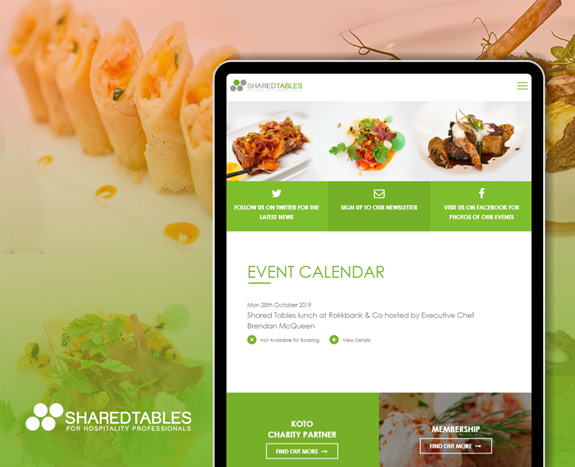 SHAREDTABLES
FOLLOW US ON TWITTER FOR THE
LATEST NEWS
SIGN UP TO OUR NEWSLETTER
VISIT US ON FACEBOOK FOR
PHOTOS OF OUR EVENTS
EVENT CALENDAR
Mon 28th October 2019
Shared Tables lunch at Rokkbank & Co hosted by Executive Chef
Brendan McQueen
Not Available for Booking View Details
KOTO
CHARITY PARTNER
FIND OUT MORE
MEMBERSHIP
FIND OUT MORE
SHAREDTABLES
FOR HOSPITALITY PROFESSIONALS